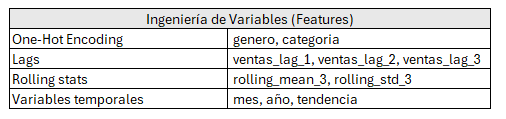 Ingeniería de Variables (Features)
One-Hot Encoding genero, categoria
Lags ventas_lag_1, ventas_lag_2, ventas_lag_3
Rolling stats rolling_mean_3, rolling_std_3
Variables temporales mes, año, tendencia